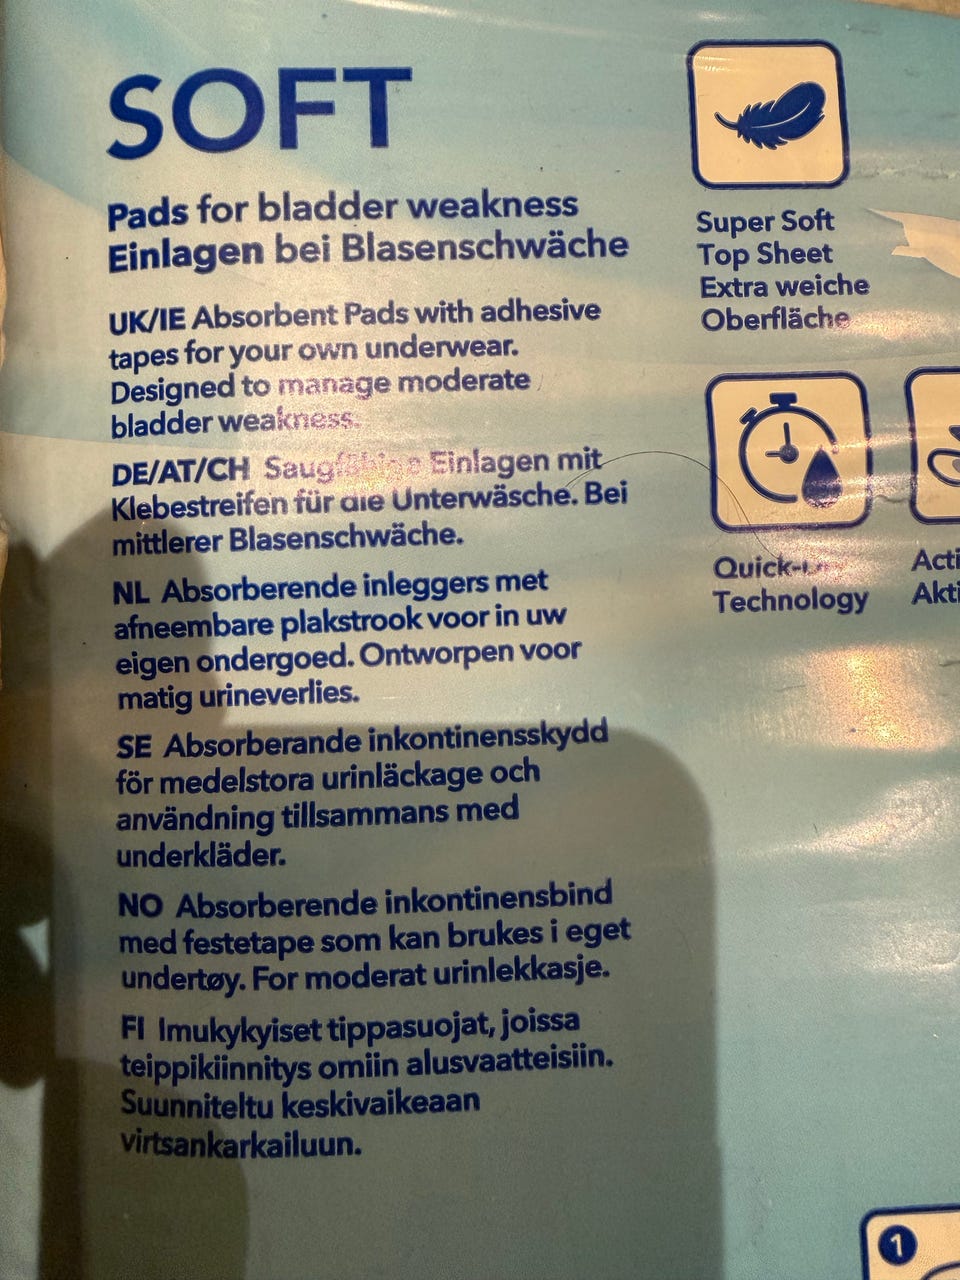 SOFT
Pads for bladder weakness
Einlagen bei Blasenschwäche
UK/IE Absorbent Pads with adhesive
tapes for your own underwear.
Designed to manage moderate
bladder weakness.
DE/AT/CH Saugfähige Einlagen mit
Klebestreifen für die Unterwäsche. Bei
mittlerer Blasenschwäche.
NL Absorberende inleggers met
afneembare plakstrook voor in uw
eigen ondergoed. Ontworpen voor
matig urineverlies.
SE Absorberande inkontinensskydd
för medelstora urinläckage och
användning tillsammans med
underkläder.
NO Absorberende inkontinensbind
med festetape som kan brukes i eget
undertøy. For moderat urinlekkasje.
FI Imukykyiset tippasuojat, joissa
teippikiinnitys omiin alusvaatteisiin.
Suunniteltu keskivaikeaan
virtsankarkailuun.
Super Soft
Top Sheet
Extra weiche
Oberfläche
Quick-Dry
Technology
Acti
Akti
1